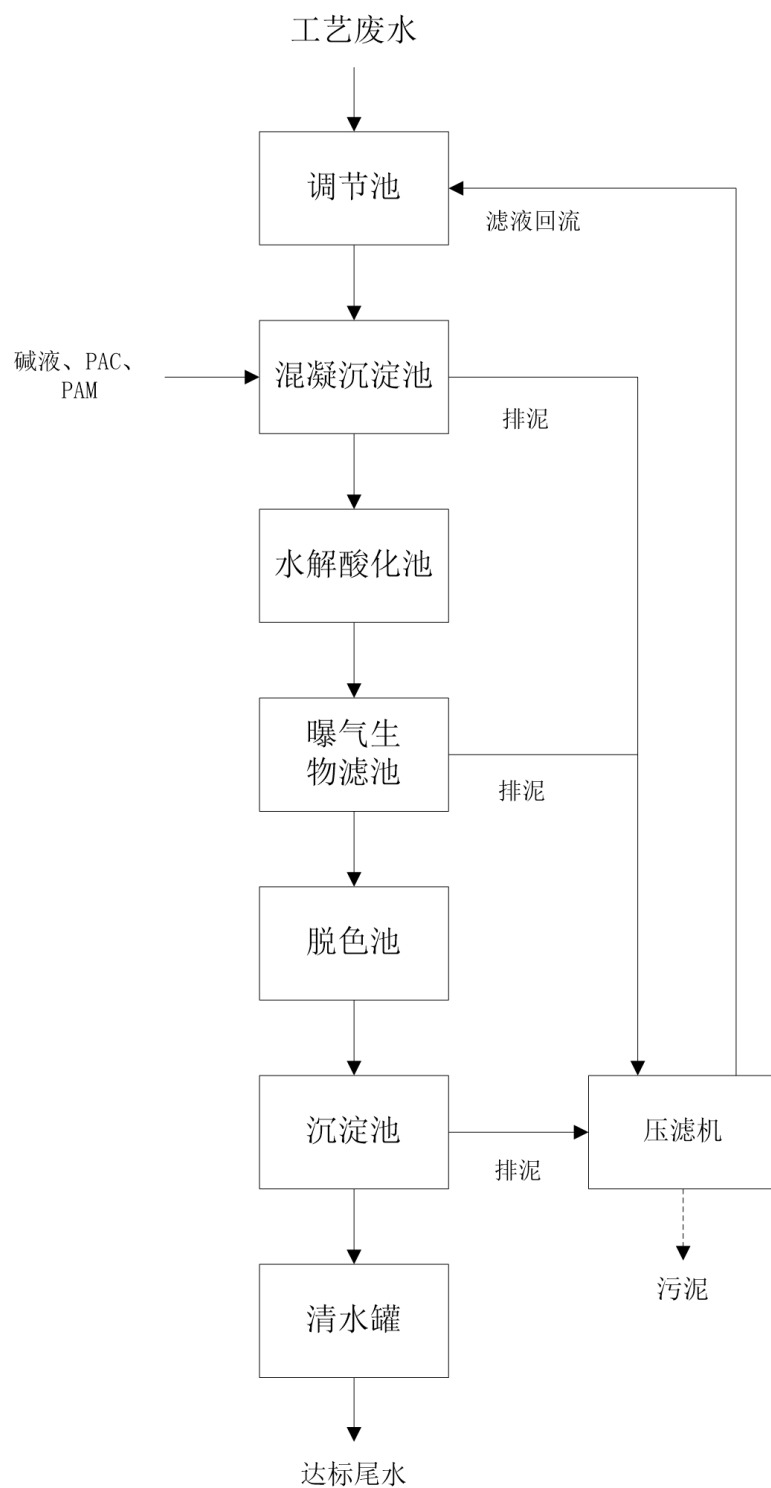 工艺废水
调节池
滤液回流
碱液、PAC、
PAM
混凝沉淀池
排泥
水解酸化池
曝气生
物滤池
排泥
脱色池
沉淀池
排泥
压滤机
污泥
清水罐
达标尾水